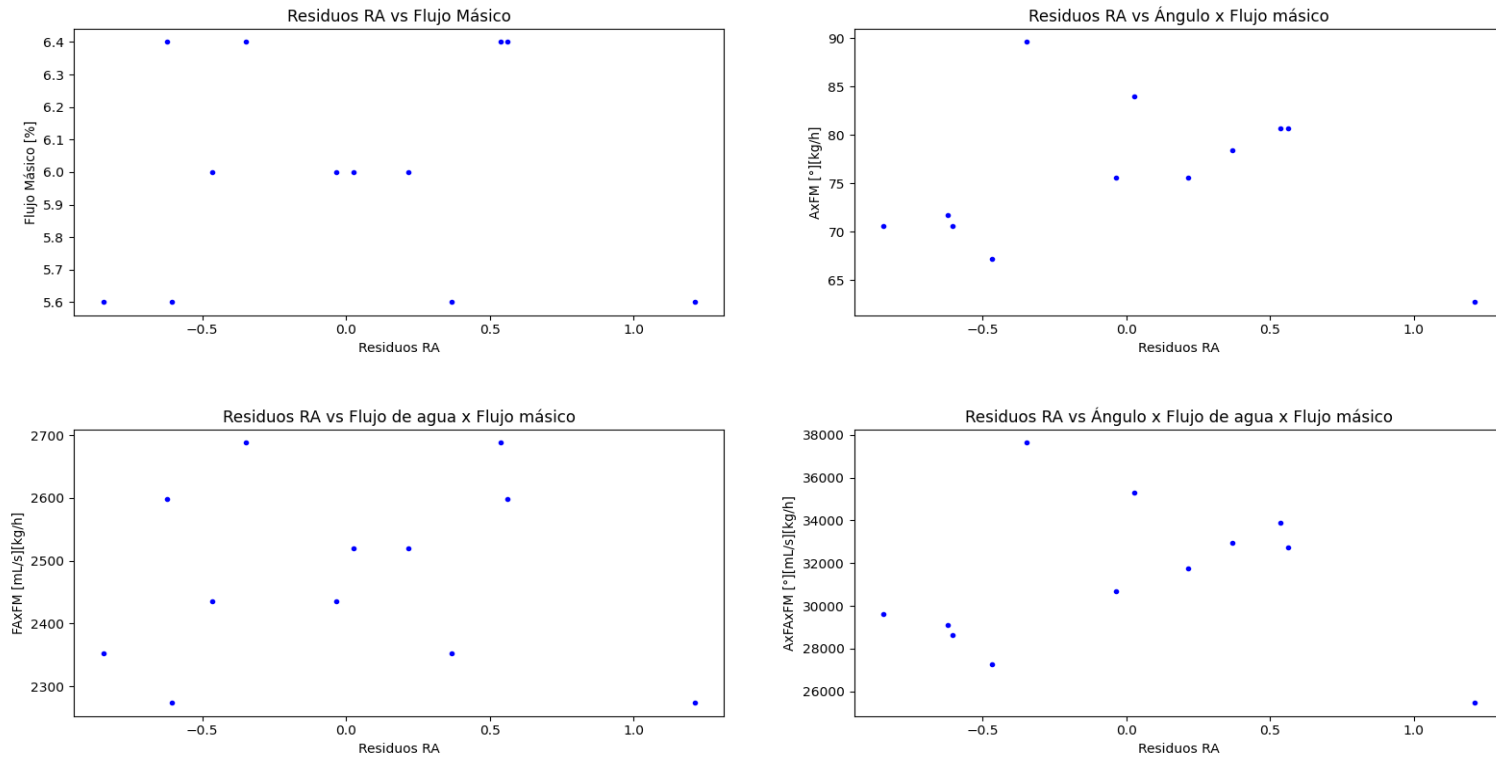 Residuos RA vs Flujo Másico
6.4
6.3
6.2
6.1
6.0
5.9
5.8
5.7
5.6
Flujo Másico [%]
−0.5 0.0 0.5 1.0
Residuos RA
Residuos RA vs Ángulo x Flujo másico
90
85
80
75
70
65
AxFM [°][kg/h]
−0.5 0.0 0.5 1.0
Residuos RA
Residuos RA vs Flujo de agua x Flujo másico
2700
2600
2500
2400
2300
FAxFM [mL/s][kg/h]
−0.5 0.0 0.5 1.0
Residuos RA
Residuos RA vs Ángulo x Flujo de agua x Flujo másico
38000
36000
34000
32000
30000
28000
26000
AxFAxFM [°][mL/s][kg/h]
−0.5 0.0 0.5 1.0
Residuos RA